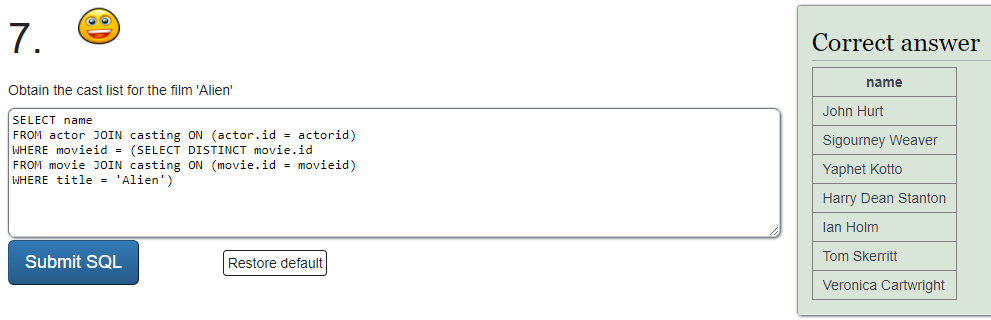 7.
Obtain the cast list for the film 'Alien'
SELECT name
FROM actor JOIN casting ON (actor.id = actorid)
WHERE movieid = (SELECT DISTINCT movie.id
FROM movie JOIN casting ON (movie.id = movieid)
WHERE title = 'Alien')
Submit SQL
Restore default
Correct answer
name
John Hurt
Sigourney Weaver
Yaphet Kotto
Harry Dean Stanton
Ian Holm
Tom Skerritt
Veronica Cartwright